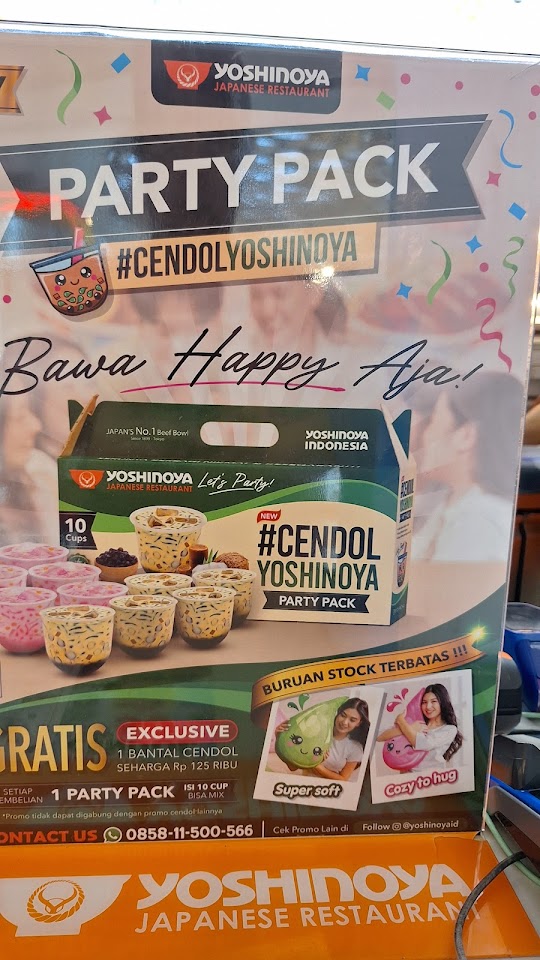 YOSHINOYA
JAPANESE RESTAURANT
PARTY PACK
#CENDOLYOSHINOYA
Bawa Happy Aja!
JAPAN'S No.1 Beef Bowl
YOSHINOYA
INDONESIA
YOSHINOYA
JAPANESE RESTAURANT
Let's Party!
10
Cups
NEW
#CENDOL
YOSHINOYA
PARTY PACK
BURUAN STOCK TERBATAS !!!
Super soft
Cozy to hug
GRATIS
EXCLUSIVE
1 BANTAL CENDOL
SEHARGA Rp 125 RIBU
SETIAP
PEMBELIAN
1 PARTY PACK
ISI 10 CUP
BISA MIX
*Promo tidak dapat digabung dengan promo cendol lainnya
CONTACT US 0858-11-500-566 | Cek Promo Lain di Follow @yoshinoyaid
YOSHINOYA
JAPANESE RESTAURANT